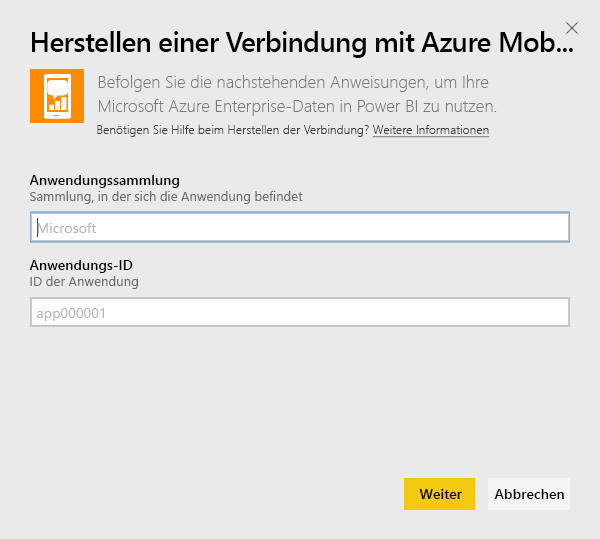 Herstellen einer Verbindung mit Azure Mob...
Befolgen Sie die nachstehenden Anweisungen, um Ihre
Microsoft Azure Enterprise-Daten in Power BI zu nutzen.
Benötigen Sie Hilfe beim Herstellen der Verbindung? Weitere Informationen
Anwendungssammlung
Sammlung, in der sich die Anwendung befindet
Microsoft
Anwendungs-ID
ID der Anwendung
app000001
Weiter
Abbrechen